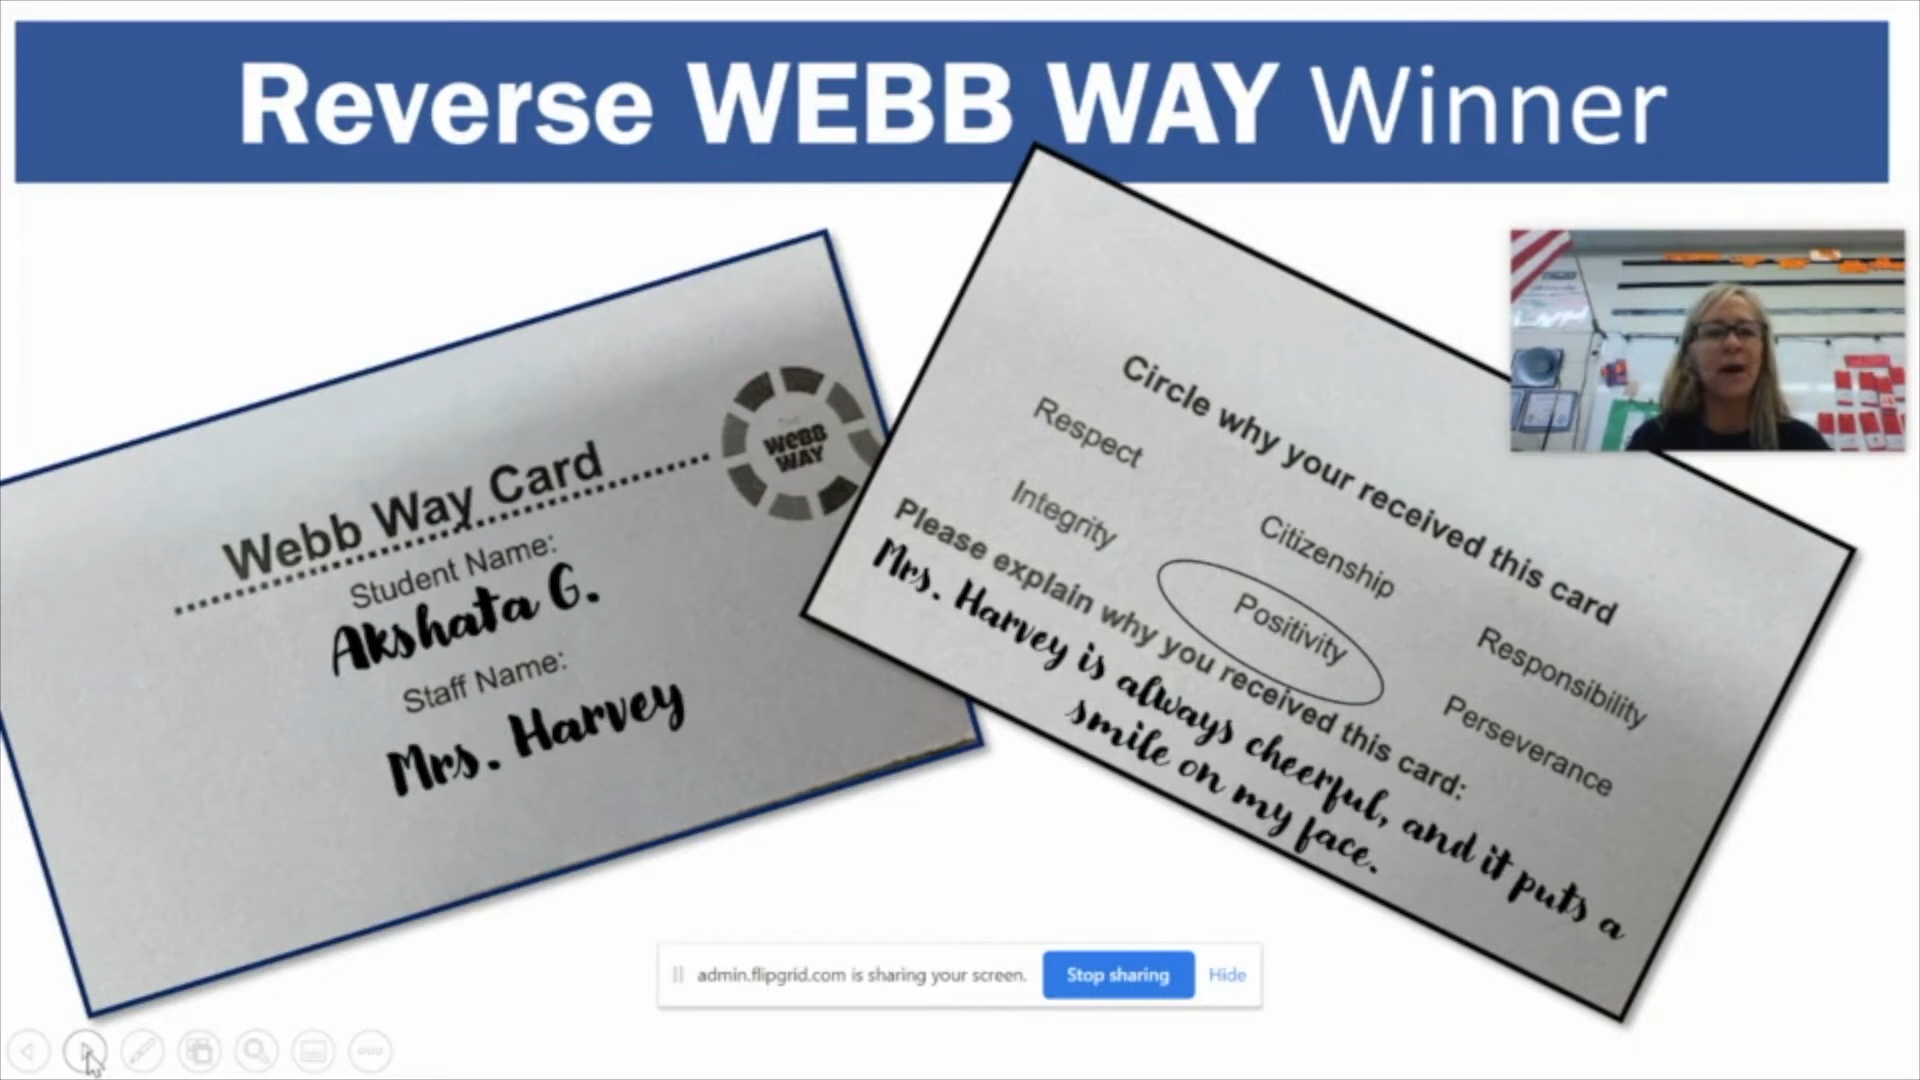 Reverse WEBB WAY Winner
Webb Way Card
WEBB
WAY
Student Name:
Akshata G.
Staff Name:
Mrs. Harvey
Circle why your received this card
Respect
Citizenship
Responsibility
Integrity
Positivity
Perseverance
Please explain why you received this card:
Mrs. Harvey is always cheerful, and it puts a
smile on my face.
admin.flipgrid.com is sharing your screen.
Stop sharing
Hide